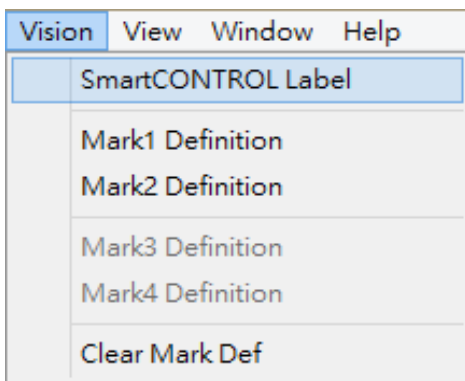 Vision View Window Help
SmartCONTROL Label
Mark1 Definition
Mark2 Definition
Mark3 Definition
Mark4 Definition
Clear Mark Def